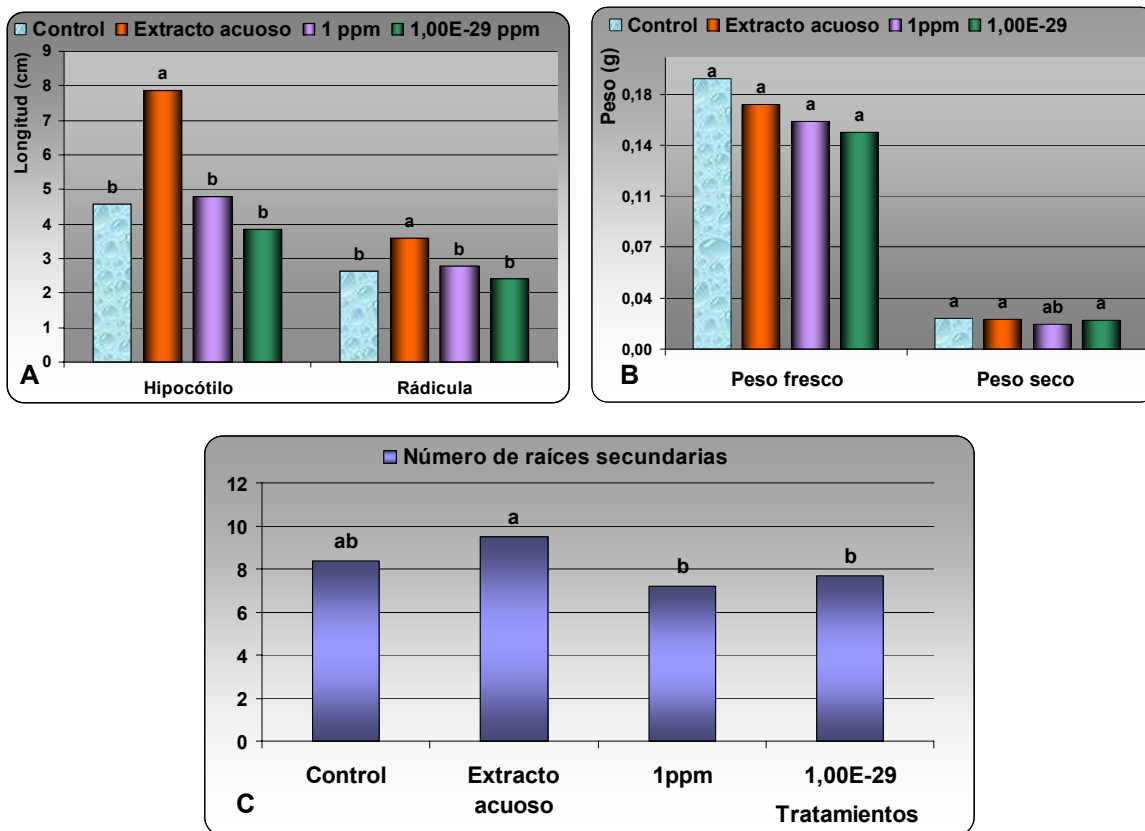 Control Extracto acuoso 1 ppm 1,00E-29 ppm
Longitud (cm)
9
8
7
6
5
4
3
2
1
0
b a b b b a b b
Hipocótilo Rádicula
A
Control Extracto acuoso 1ppm 1,00E-29
Peso (g)
0,18
0,14
0,11
0,07
0,04
0,00
a a a a a a ab a
Peso fresco Peso seco
B
Número de raíces secundarias
12
10
8
6
4
2
0
ab a b b
Control Extracto acuoso 1ppm 1,00E-29
Tratamientos
C